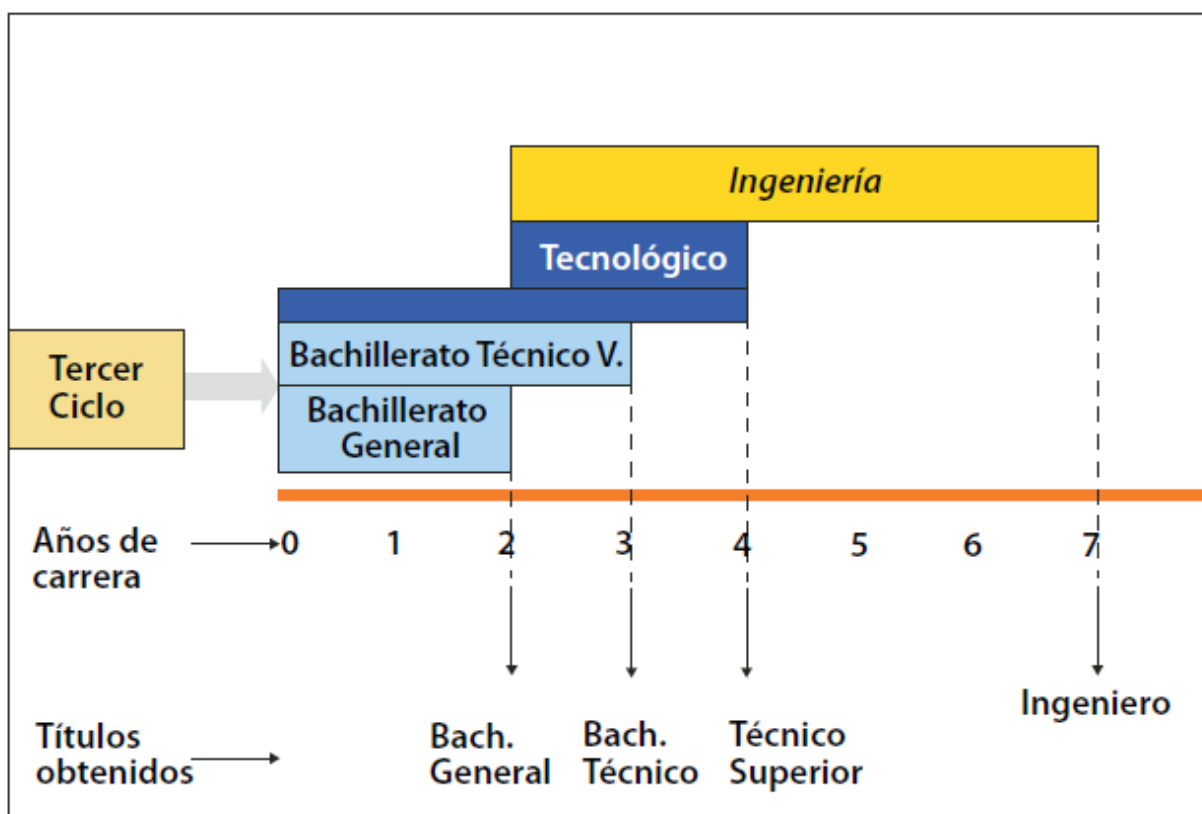 Ingeniería
Tecnológico
Bachillerato Técnico V.
Tercer
Ciclo
Bachillerato
General
Años de
carrera
0 1 2 3 4 5 6 7
Ingeniero
Títulos
obtenidos
Bach.
General
Bach.
Técnico
Técnico
Superior